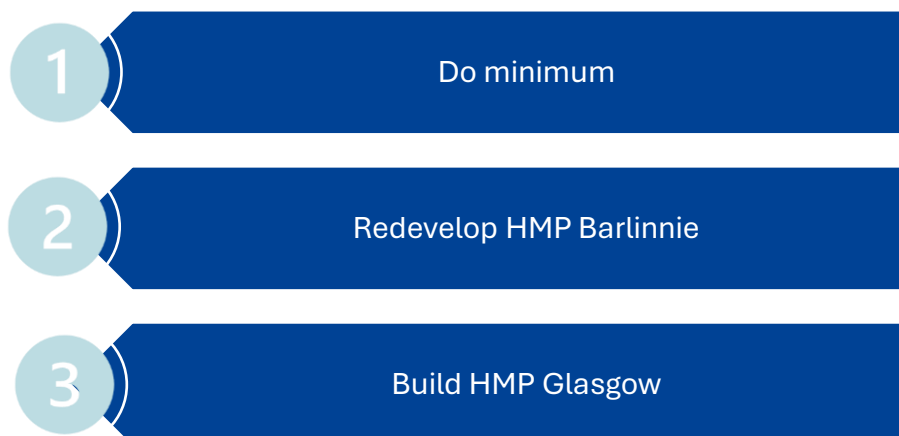 1
Do minimum
2
Redevelop HMP Barlinnie
3
Build HMP Glasgow